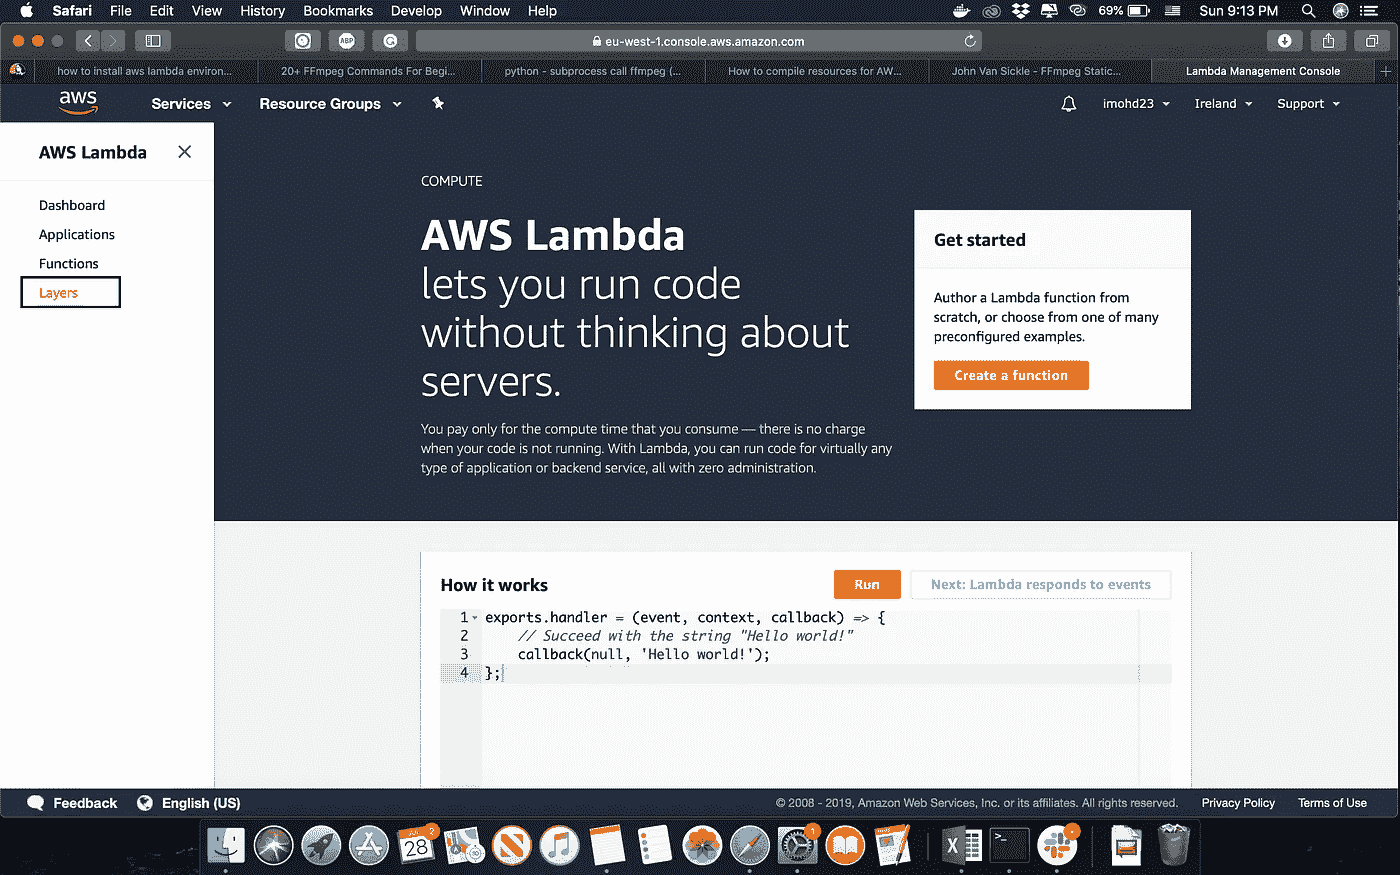 Safari File Edit View History Bookmarks Develop Window Help 69% Sun 9:13 PM
ABP eu-west-1.console.aws.amazon.com
how to install aws lambda environ... 20+ FFmpeg Commands For Begi... python - subprocess call ffmpeg (... How to compile resources for AW... John Van Sickle - FFmpeg Static... Lambda Management Console
aws Services Resource Groups imohd23 Ireland Support
AWS Lambda
Dashboard
Applications
Functions
Layers
COMPUTE
AWS Lambda
lets you run code
without thinking about
servers.
You pay only for the compute time that you consume — there is no charge
when your code is not running. With Lambda, you can run code for virtually any
type of application or backend service, all with zero administration.
Get started
Author a Lambda function from
scratch, or choose from one of many
preconfigured examples.
Create a function
How it works Run Next: Lambda responds to events
1 exports.handler = (event, context, callback) => {
2 // Succeed with the string "Hello world!"
3 callback(null, 'Hello world!');
4 };
Feedback English (US) © 2008 - 2019, Amazon Web Services, Inc. or its affiliates. All rights reserved. Privacy Policy Terms of Use
28